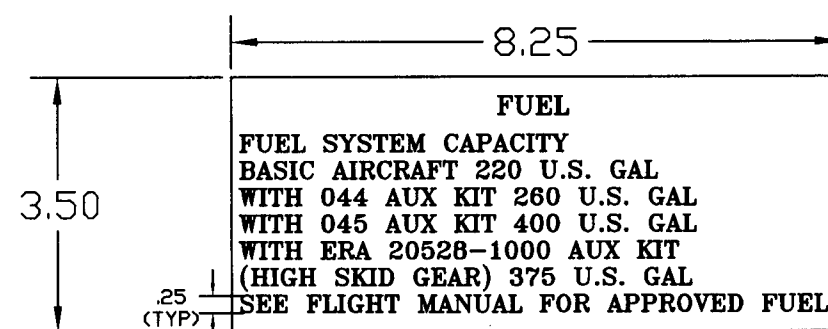 8.25
3.50
FUEL
FUEL SYSTEM CAPACITY
BASIC AIRCRAFT 220 U.S. GAL
WITH 044 AUX KIT 260 U.S. GAL
WITH 045 AUX KIT 400 U.S. GAL
WITH ERA 20528-1000 AUX KIT
(HIGH SKID GEAR) 375 U.S. GAL
.25
(TYP)
SEE FLIGHT MANUAL FOR APPROVED FUEL